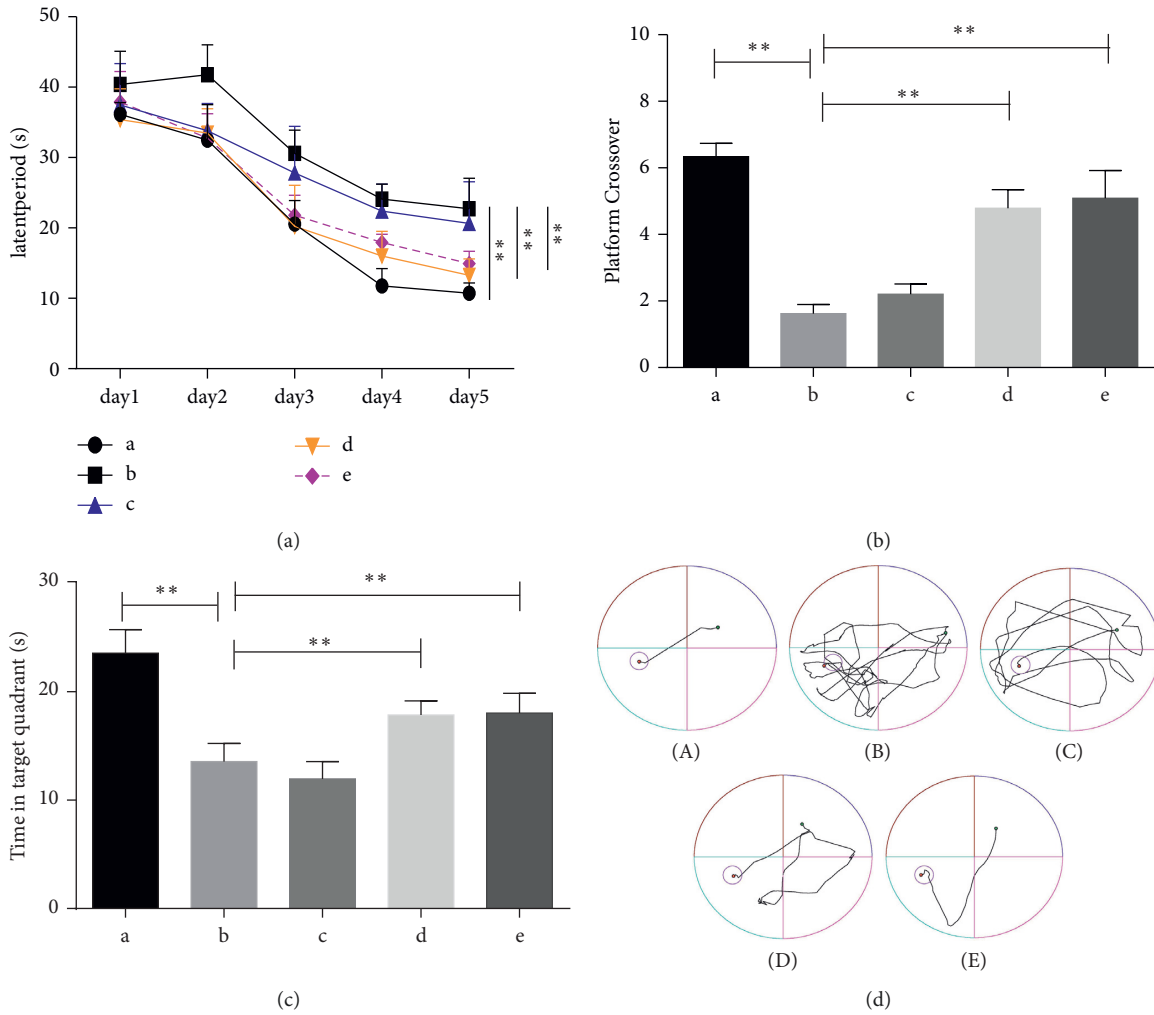 50
40
30
20
10
0
latentperiod (s)
day1 day2 day3 day4 day5
** ** **
a
b
c
d
e
(a)
10
8
6
4
2
0
Platform Crossover
** ** **
a b c d e
(b)
30
20
10
0
Time in target quadrant (s)
** ** **
a b c d e
(c)
(A) (B) (C)
(D) (E)
(d)